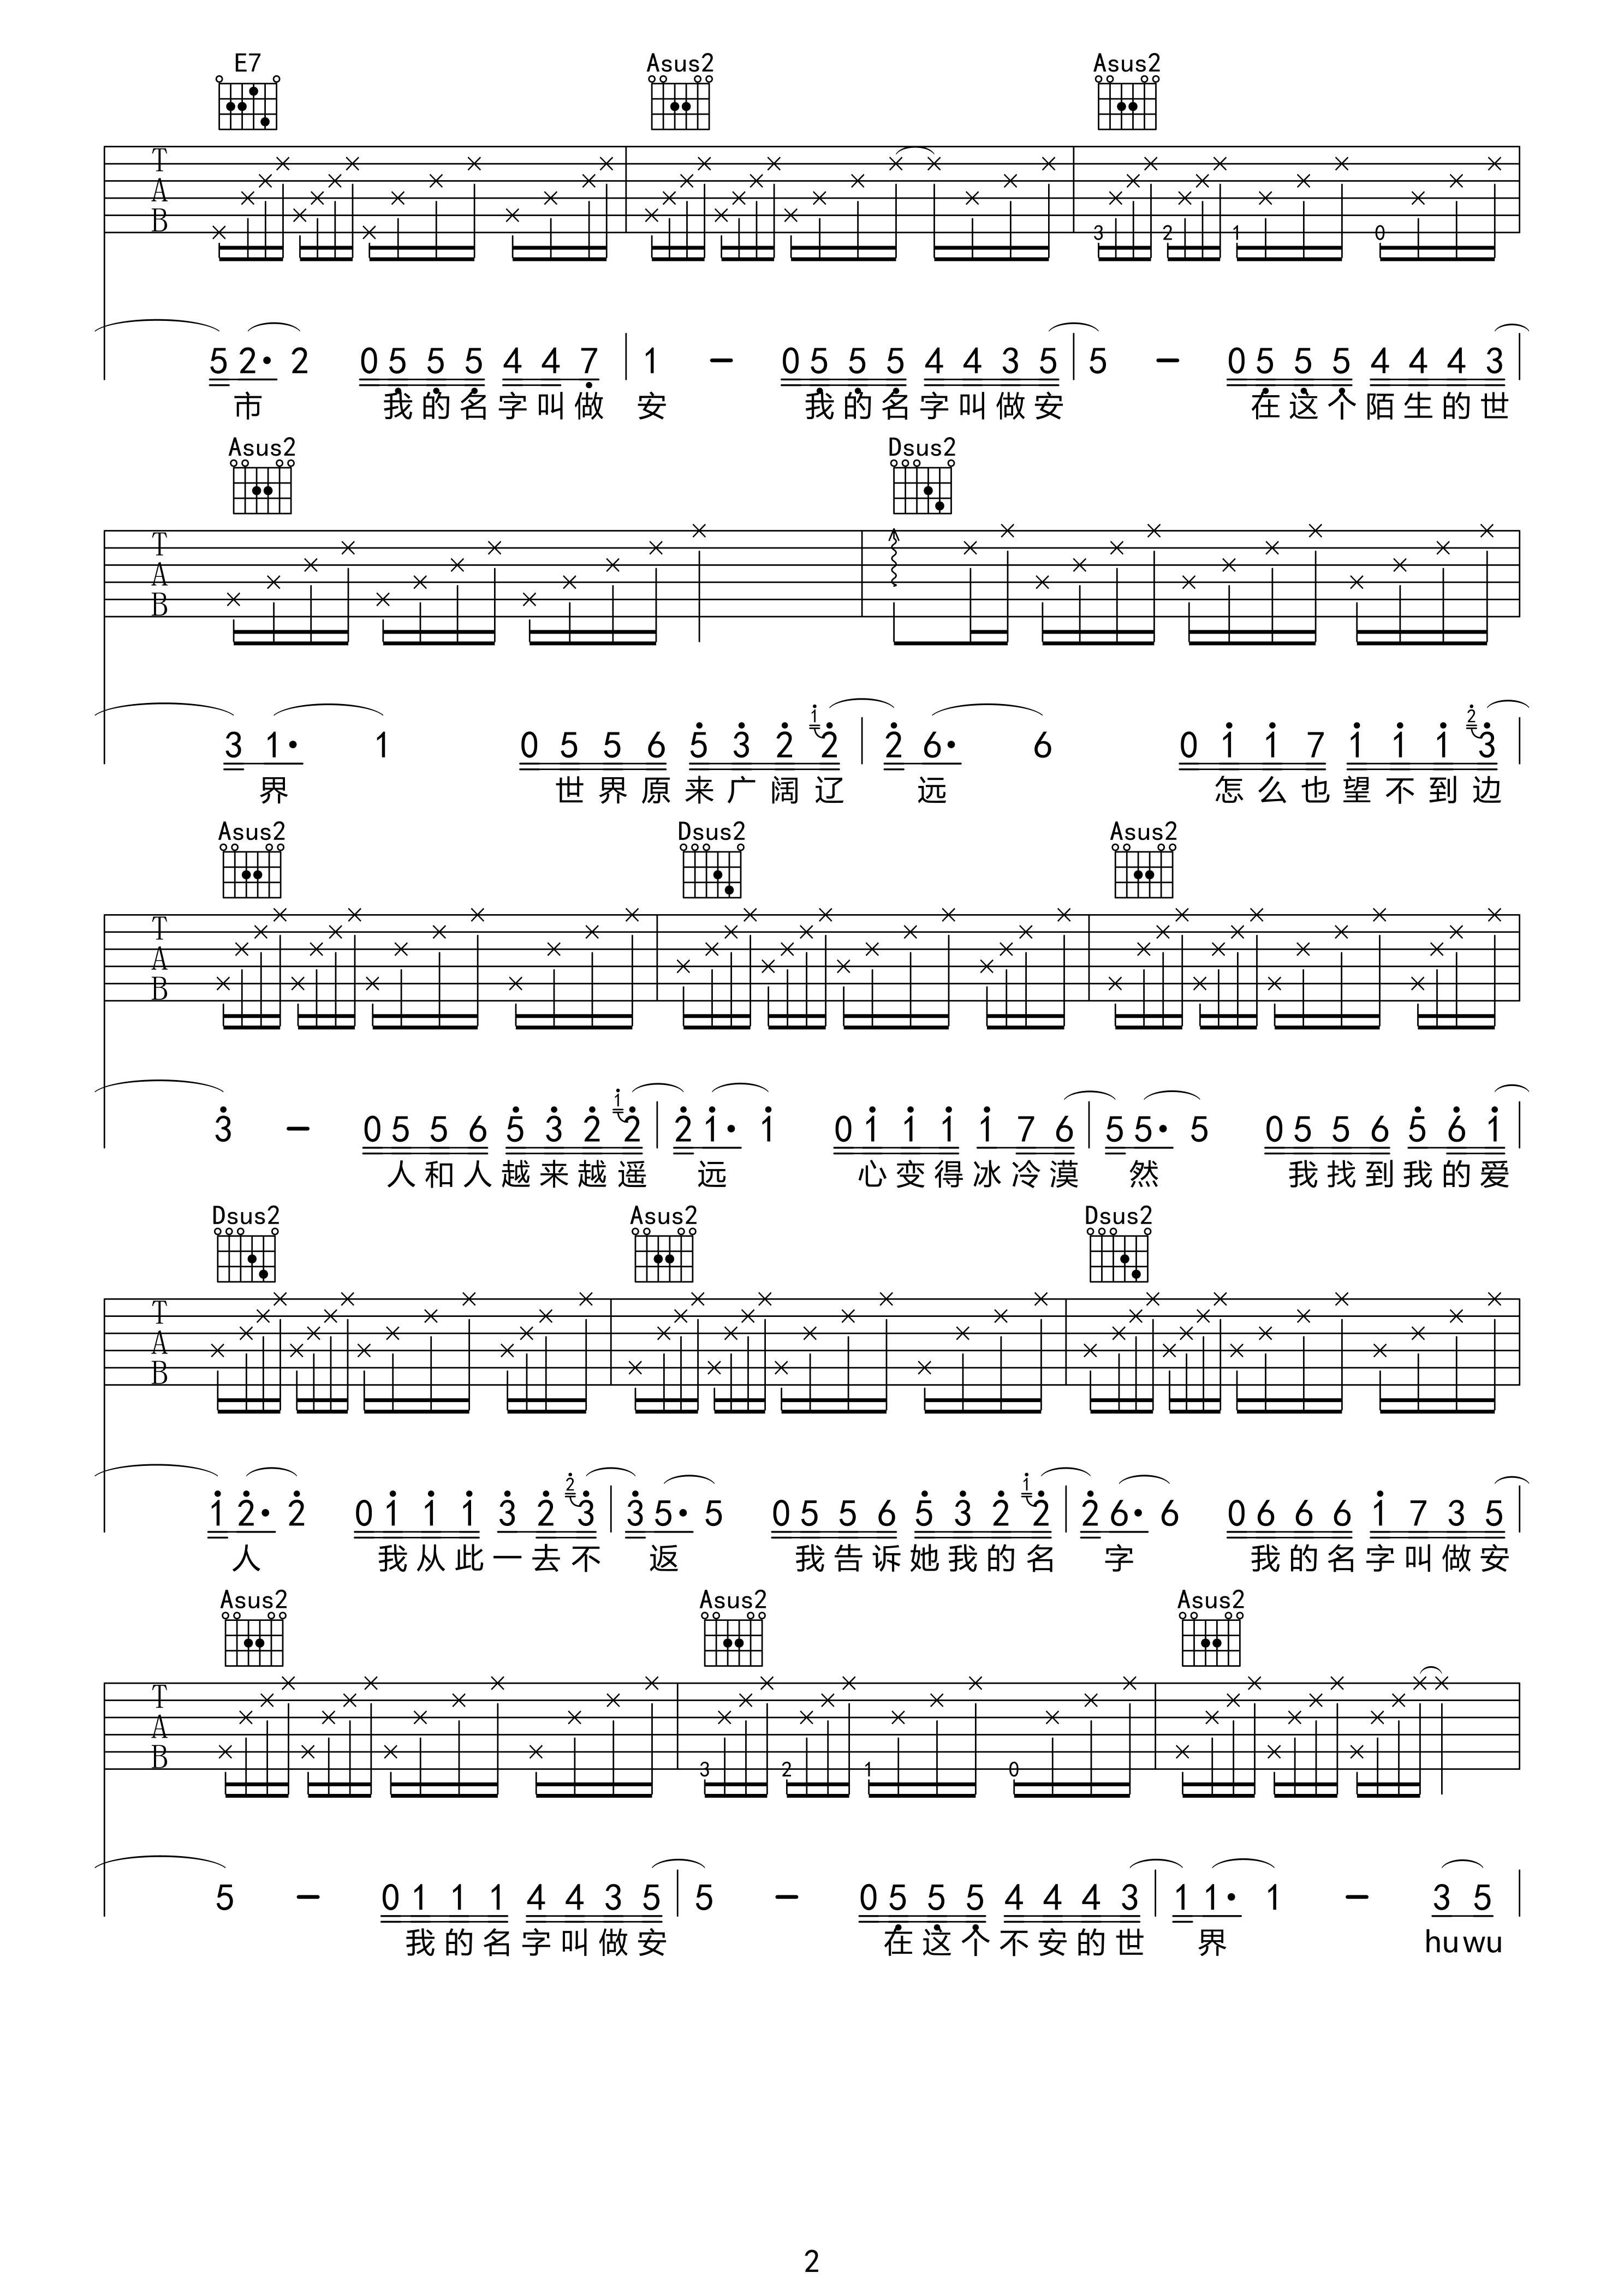 E7 Asus2 Asus2
T
A
B
3 2 1 0
5 2· 2 0 5 5 5 4 4 7 | 1 – 0 5 5 5 4 4 3 5 | 5 – 0 5 5 5 4 4 4 3 |
市 我的名字叫做 安 我的名字叫做安 在这个陌生的世
Asus2 Dsus2
T
A
B
3 1· 1 0 5 5 6 5 3 2 1 2 | 2 6· 6 0 1 1 7 1 1 1 2 3 |
界 世界原来广阔辽 远 怎么也望不到边
Asus2 Dsus2 Asus2
T
A
B
3 – 0 5 5 6 5 3 2 1 2 | 2 1· 1 0 1 1 1 1 7 6 | 5 5· 5 0 5 5 6 5 6 1 |
人和人越来越遥 远 心变得冰冷漠 然 我找到我的爱
Dsus2 Asus2 Dsus2
T
A
B
1 2· 2 0 1 1 1 3 2 2 3 | 3 5· 5 0 5 5 6 5 3 2 1 2 | 2 6· 6 0 6 6 6 1 7 3 5 |
人 我从此一去不 返 我告诉她我的名 字 我的名字叫做安
Asus2 Asus2 Asus2
T
A
B
3 2 1 0
5 – 0 1 1 1 4 4 3 5 | 5 – 0 5 5 5 4 4 4 3 | 1 1· 1 – 3 5 |
我的名字叫做安 在这个不安的世 界 hu wu
2